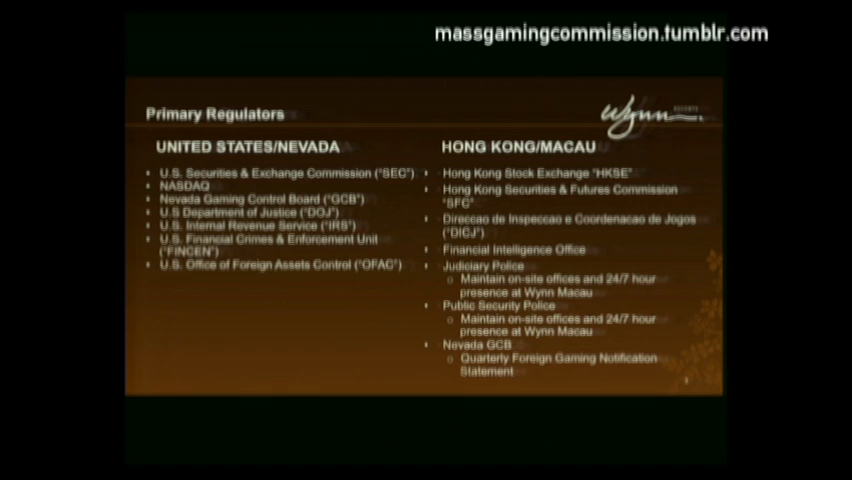 massgamingcommission.tumblr.com
Primary Regulators
Wynn
RESORTS
UNITED STATES/NEVADA
• U.S. Securities & Exchange Commission ("SEC")
• NASDAQ
• Nevada Gaming Control Board ("GCB")
• U.S Department of Justice ("DOJ")
• U.S. Internal Revenue Service ("IRS")
• U.S. Financial Crimes & Enforcement Unit
("FINCEN")
• U.S. Office of Foreign Assets Control ("OFAC")
HONG KONG/MACAU
• Hong Kong Stock Exchange "HKSE"
• Hong Kong Securities & Futures Commission
"SFC"
• Direccao de Inspeccao e Coordenacao de Jogos
("DICJ")
• Financial Intelligence Office
• Judiciary Police
o Maintain on-site offices and 24/7 hour
presence at Wynn Macau
• Public Security Police
o Maintain on-site offices and 24/7 hour
presence at Wynn Macau
• Nevada GCB
o Quarterly Foreign Gaming Notification
Statement